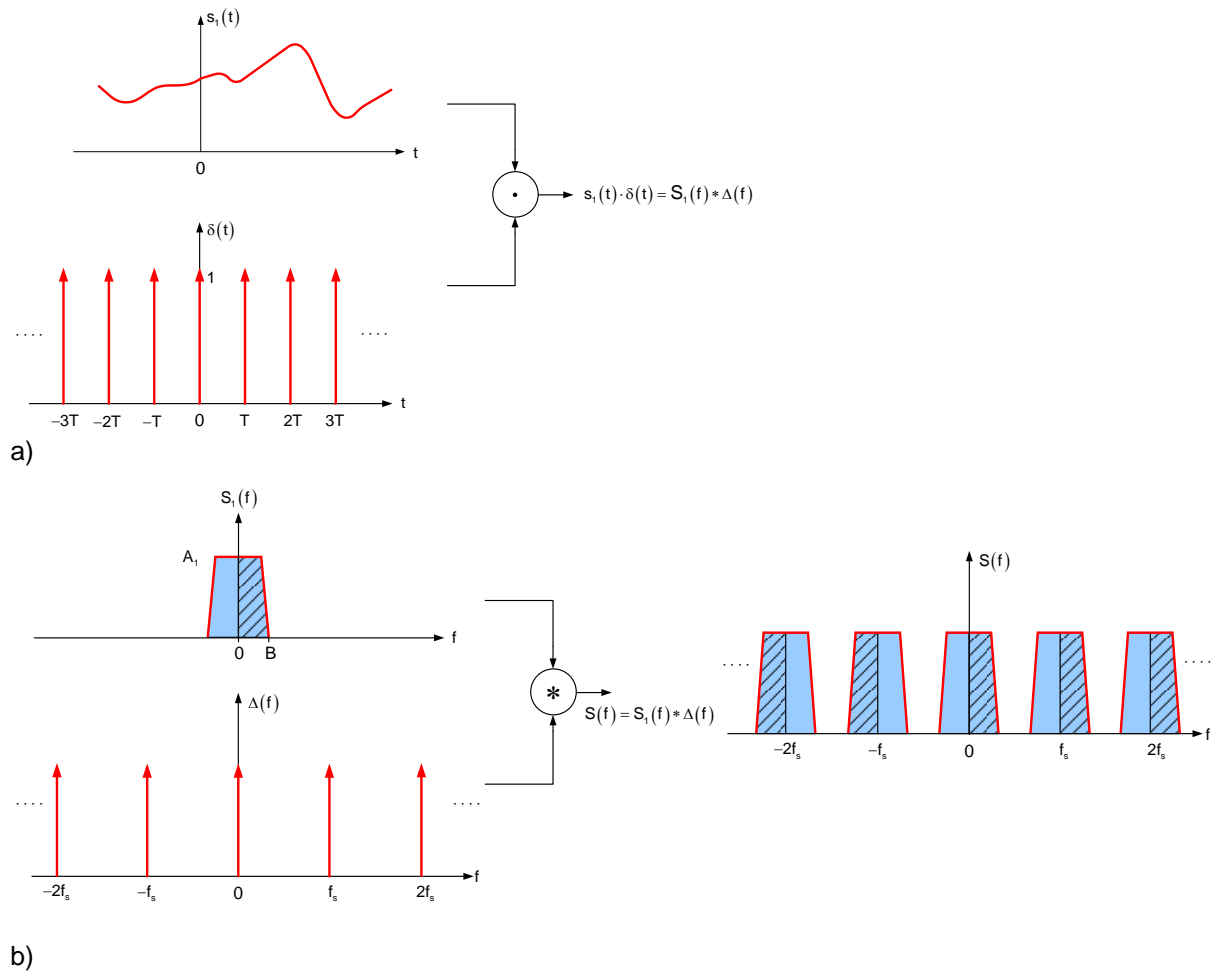 s₁(t)
t
0
s₁(t)·δ(t) = S₁(f) * Δ(f)
δ(t)
1
....
....
–3T –2T –T 0 T 2T 3T
t
a)
S₁(f)
A₁
f
0 B
Δ(f)
....
....
–2fₛ –fₛ 0 fₛ 2fₛ
f
*
S(f) = S₁(f) * Δ(f)
S(f)
....
....
f
–2fₛ –fₛ 0 fₛ 2fₛ
b)